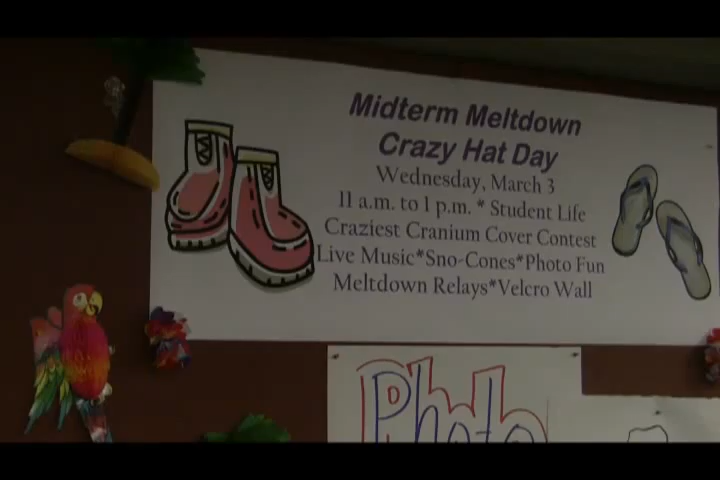 Midterm Meltdown
Crazy Hat Day
Wednesday, March 3
11 a.m. to 1 p.m. * Student Life
Craziest Cranium Cover Contest
Live Music*Sno-Cones*Photo Fun
Meltdown Relays*Velcro Wall
Photo